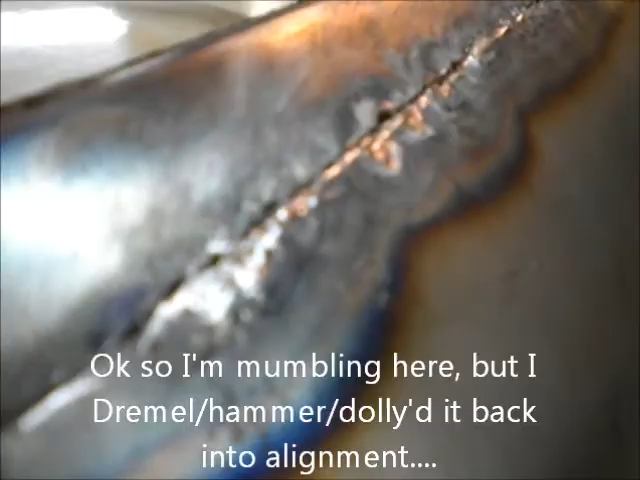 Ok so I'm mumbling here, but I
Dremel/hammer/dolly'd it back
into alignment....